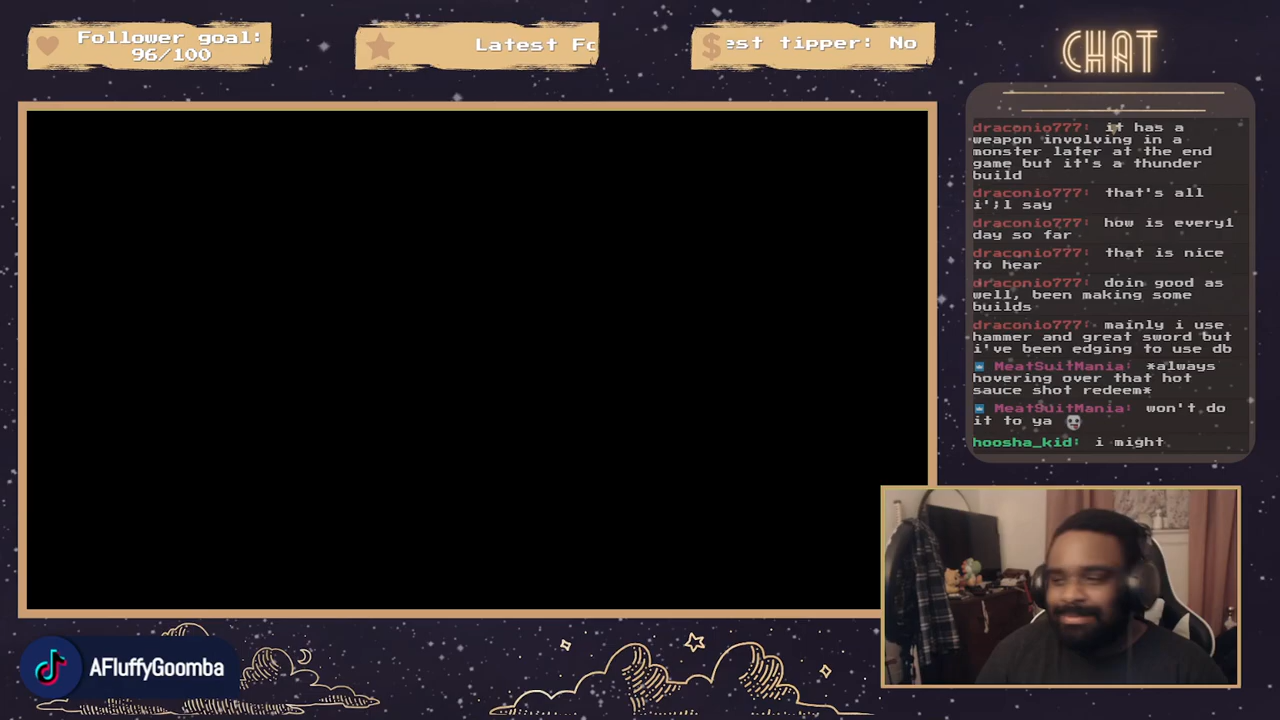 Follower goal:
96/100
Latest Fo
est tipper: No
CHAT
draconio777: it has a
weapon involving in a
monster later at the end
game but it's a thunder
build
draconio777: that's all
i';l say
draconio777: how is every1
day so far
draconio777: that is nice
to hear
draconio777: doin good as
well, been making some
builds
draconio777: mainly i use
hammer and great sword but
i've been edging to use db
MeatSuitMania: *always
hovering over that hot
sauce shot redeem*
MeatSuitMania: won't do
it to ya
hoosha_kid: i might
AFluffyGoomba